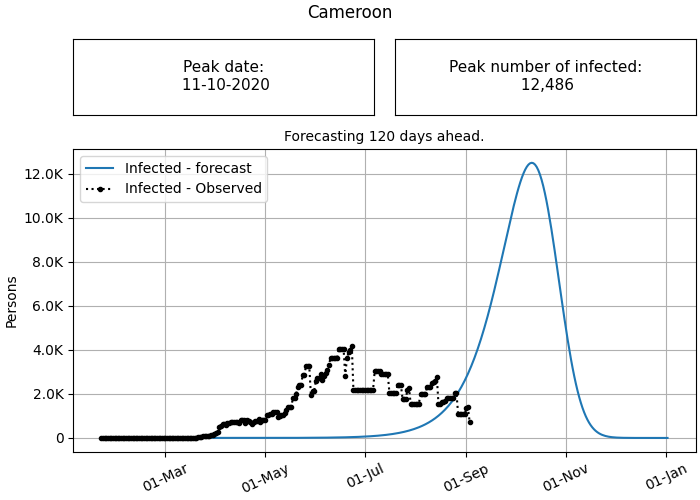 Cameroon
Peak date:
11-10-2020
Peak number of infected:
12,486
Forecasting 120 days ahead.
Infected - forecast
Infected - Observed
12.0K
10.0K
8.0K
6.0K
4.0K
2.0K
0
Persons
01-Mar
01-May
01-Jul
01-Sep
01-Nov
01-Jan